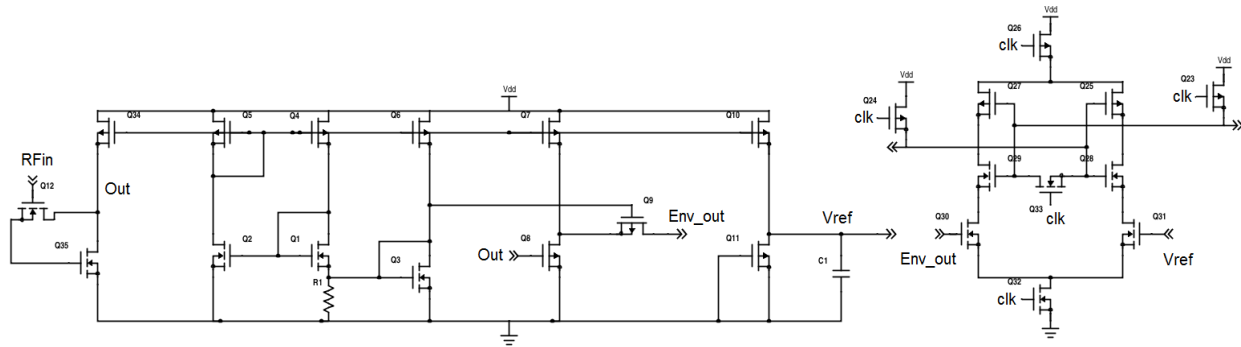 Vdd
Q26
clk
Vdd
Q23
clk
Vdd
Q24
clk
Q27
Q25
Vdd
Q34
Q5
Q4
Q6
Q7
Q10
RFin
Q12
Out
Q29
Q28
Q33
clk
Q9
Env_out
Vref
Q30
Q31
Q35
Q2
Q1
Q3
Q8
Out
Q11
C1
R1
Env_out
Vref
Q32
clk